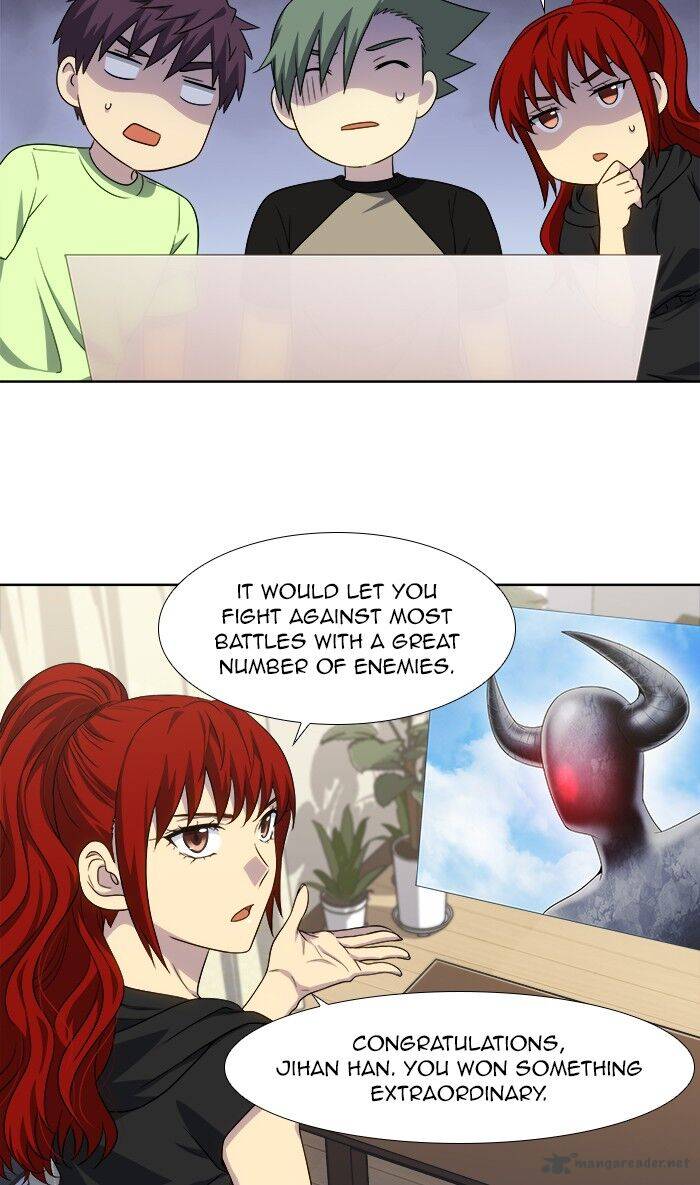 IT WOULD LET YOU
FIGHT AGAINST MOST
BATTLES WITH A GREAT
NUMBER OF ENEMIES.
CONGRATULATIONS,
JIHAN HAN. YOU WON SOMETHING
EXTRAORDINARY.
mangareader.net